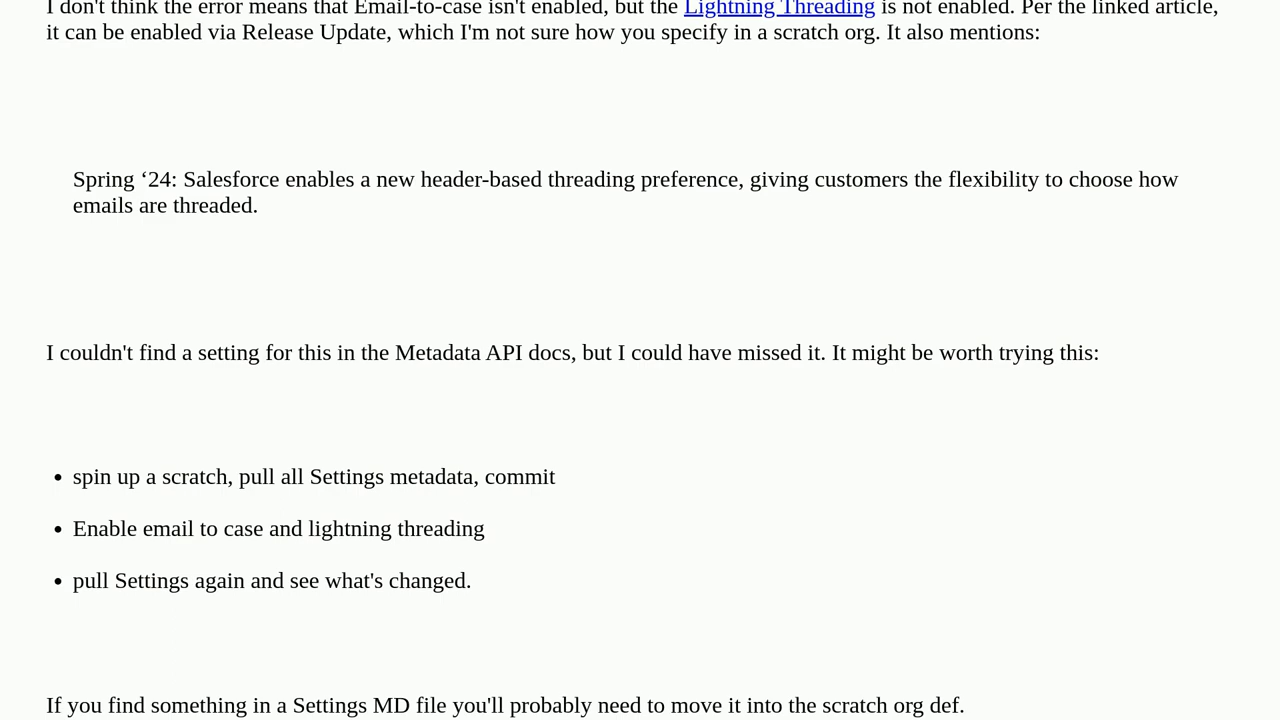 I don't think the error means that Email-to-case isn't enabled, but the Lightning Threading is not enabled. Per the linked article,
it can be enabled via Release Update, which I'm not sure how you specify in a scratch org. It also mentions:
Spring ‘24: Salesforce enables a new header-based threading preference, giving customers the flexibility to choose how
emails are threaded.
I couldn't find a setting for this in the Metadata API docs, but I could have missed it. It might be worth trying this:
• spin up a scratch, pull all Settings metadata, commit
• Enable email to case and lightning threading
• pull Settings again and see what's changed.
If you find something in a Settings MD file you'll probably need to move it into the scratch org def.